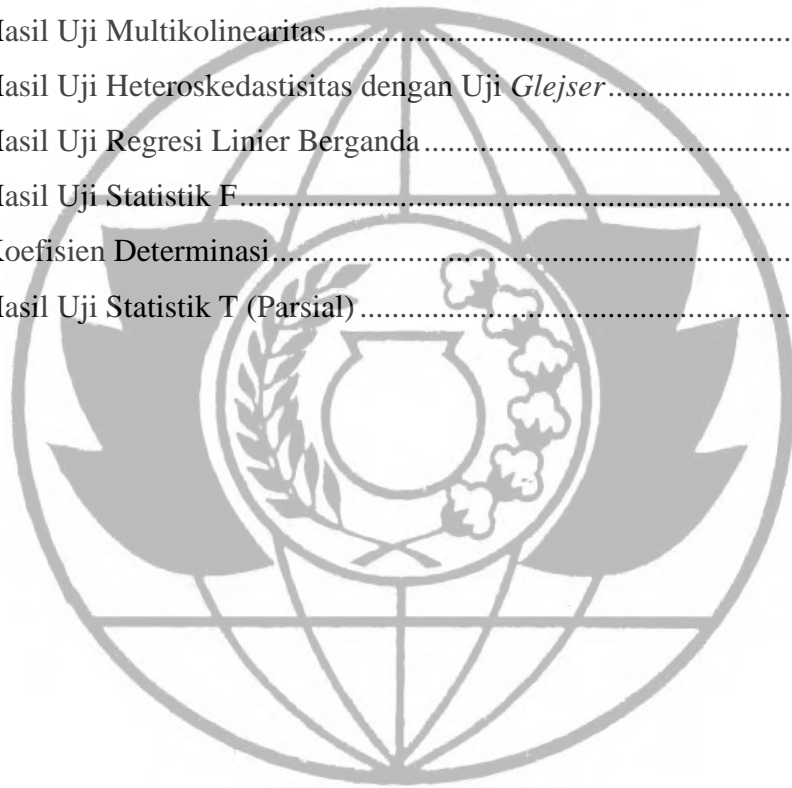 Hasil Uji Multikolinearitas
Hasil Uji Heteroskedastisitas dengan Uji Glejser
Hasil Uji Regresi Linier Berganda
Hasil Uji Statistik F
Koefisien Determinasi
Hasil Uji Statistik T (Parsial)